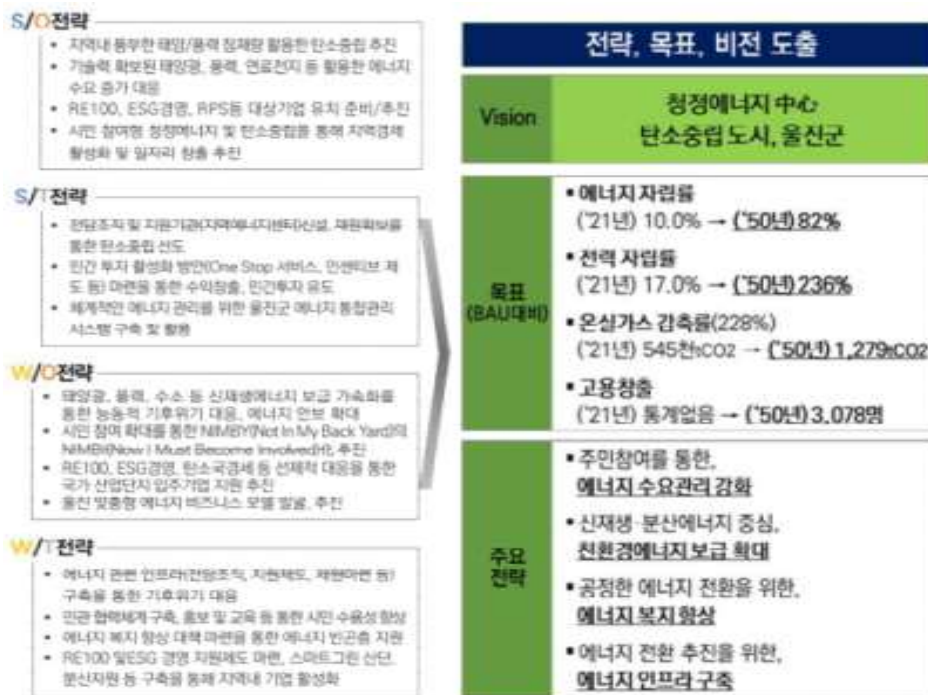 S/O전략
• 지역내 풍부한 태양/풍력 잠재량 활용한 탄소중립 추진
• 기술력 확보된 태양광, 풍력, 연료전지 등 활용한 에너지
수요 증가 대응
• RE100, ESG경영, RPS등 대상기업 유치 준비/추진
• 시민 참여형 청정에너지 및 탄소중립을 통해 지역경제
활성화 및 일자리 창출 추진
S/T전략
• 전담조직 및 지원기관(지역에너지센터)신설, 재원확보를
통한 탄소중립 선도
• 민간 투자 활성화 방안(One Stop 서비스, 인센티브 제
도 등) 마련을 통한 수익창출, 민간투자 유도
• 체계적인 에너지 관리를 위한 울진군 에너지 통합관리
시스템 구축 및 활용
W/O전략
• 태양광, 풍력, 수소 등 신재생에너지 보급 가속화를
통한 능동적 기후위기 대응, 에너지 안보 확대
• 시민 참여 확대를 통한 NIMBY(Not In My Back Yard)의
NIMBI(Now I Must Become Involved)化, 추진
• RE100, ESG경영, 탄소국경세 등 선제적 대응을 통한
국가 산업단지 입주기업 지원 추진
• 울진 맞춤형 에너지 비즈니스 모델 발굴, 추진
W/T전략
• 에너지 관련 인프라(전담조직, 지원제도, 재원마련 등)
구축을 통한 기후위기 대응
• 민관 협력체계 구축, 홍보 및 교육 등 통한 시민 수용성 향상
• 에너지 복지 향상 대책 마련을 통한 에너지 빈곤층 지원
• RE100 및 ESG 경영 지원제도 마련, 스마트그린 산단,
분산자원 등 구축을 통해 지역내 기업 활성화
전략, 목표, 비전 도출
Vision
청정에너지 中心
탄소중립 도시, 울진군
목표
(BAU대비)
▪ 에너지 자립률
('21년) 10.0% → ('50년) 82%
▪ 전력 자립률
('21년) 17.0% → ('50년) 236%
▪ 온실가스 감축률(228%)
('21년) 545천tCO2 → ('50년) 1,279tCO2
▪ 고용창출
('21년) 통계없음 → ('50년) 3,078명
주요
전략
▪ 주민참여를 통한,
에너지 수요관리 강화
▪ 신재생·분산에너지 중심,
친환경에너지 보급 확대
▪ 공정한 에너지 전환을 위한,
에너지 복지 향상
▪ 에너지 전환 추진을 위한,
에너지 인프라 구축